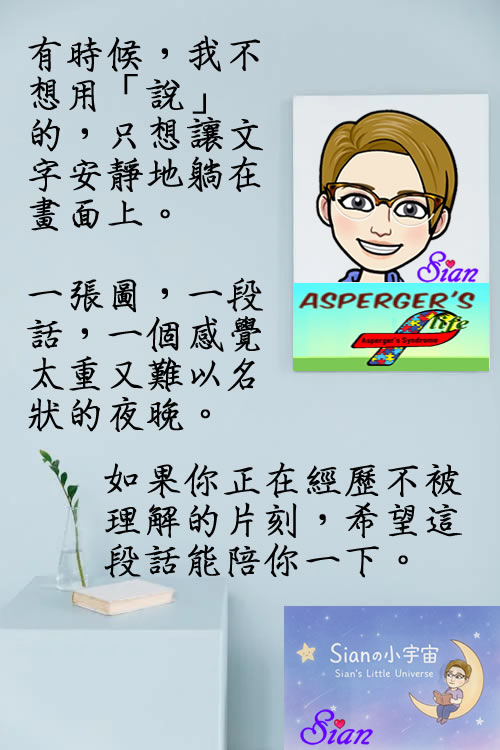 有時候，我不
想用「說」
的，只想讓文
字安靜地躺在
畫面上。
一張圖，一段
話，一個感覺
太重又難以名
狀的夜晚。
如果你正在經歷不被
理解的片刻，希望這
段話能陪你一下。
Sian
ASPERGER'S
life
Asperger's Syndrome
Sianの小宇宙
Sian's Little Universe
Sian